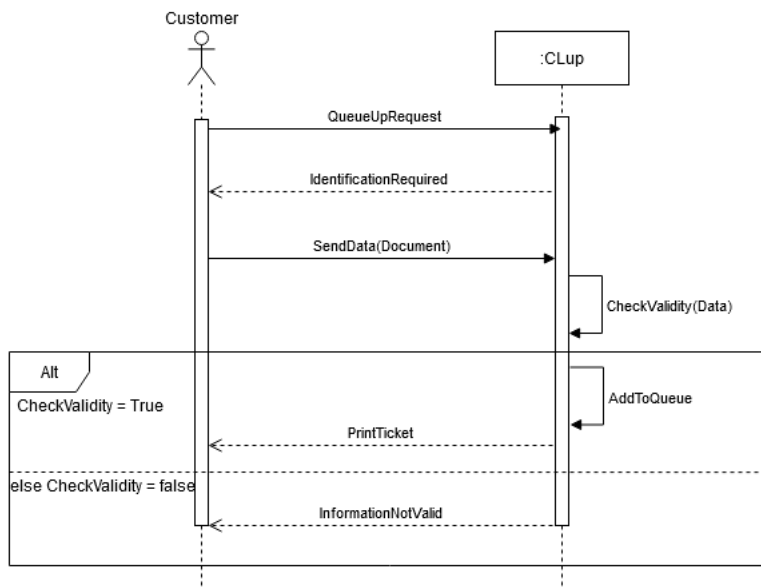 Customer
:CLup
QueueUpRequest
IdentificationRequired
SendData(Document)
CheckValidity(Data)
Alt
CheckValidity = True
AddToQueue
PrintTicket
else CheckValidity = false
InformationNotValid